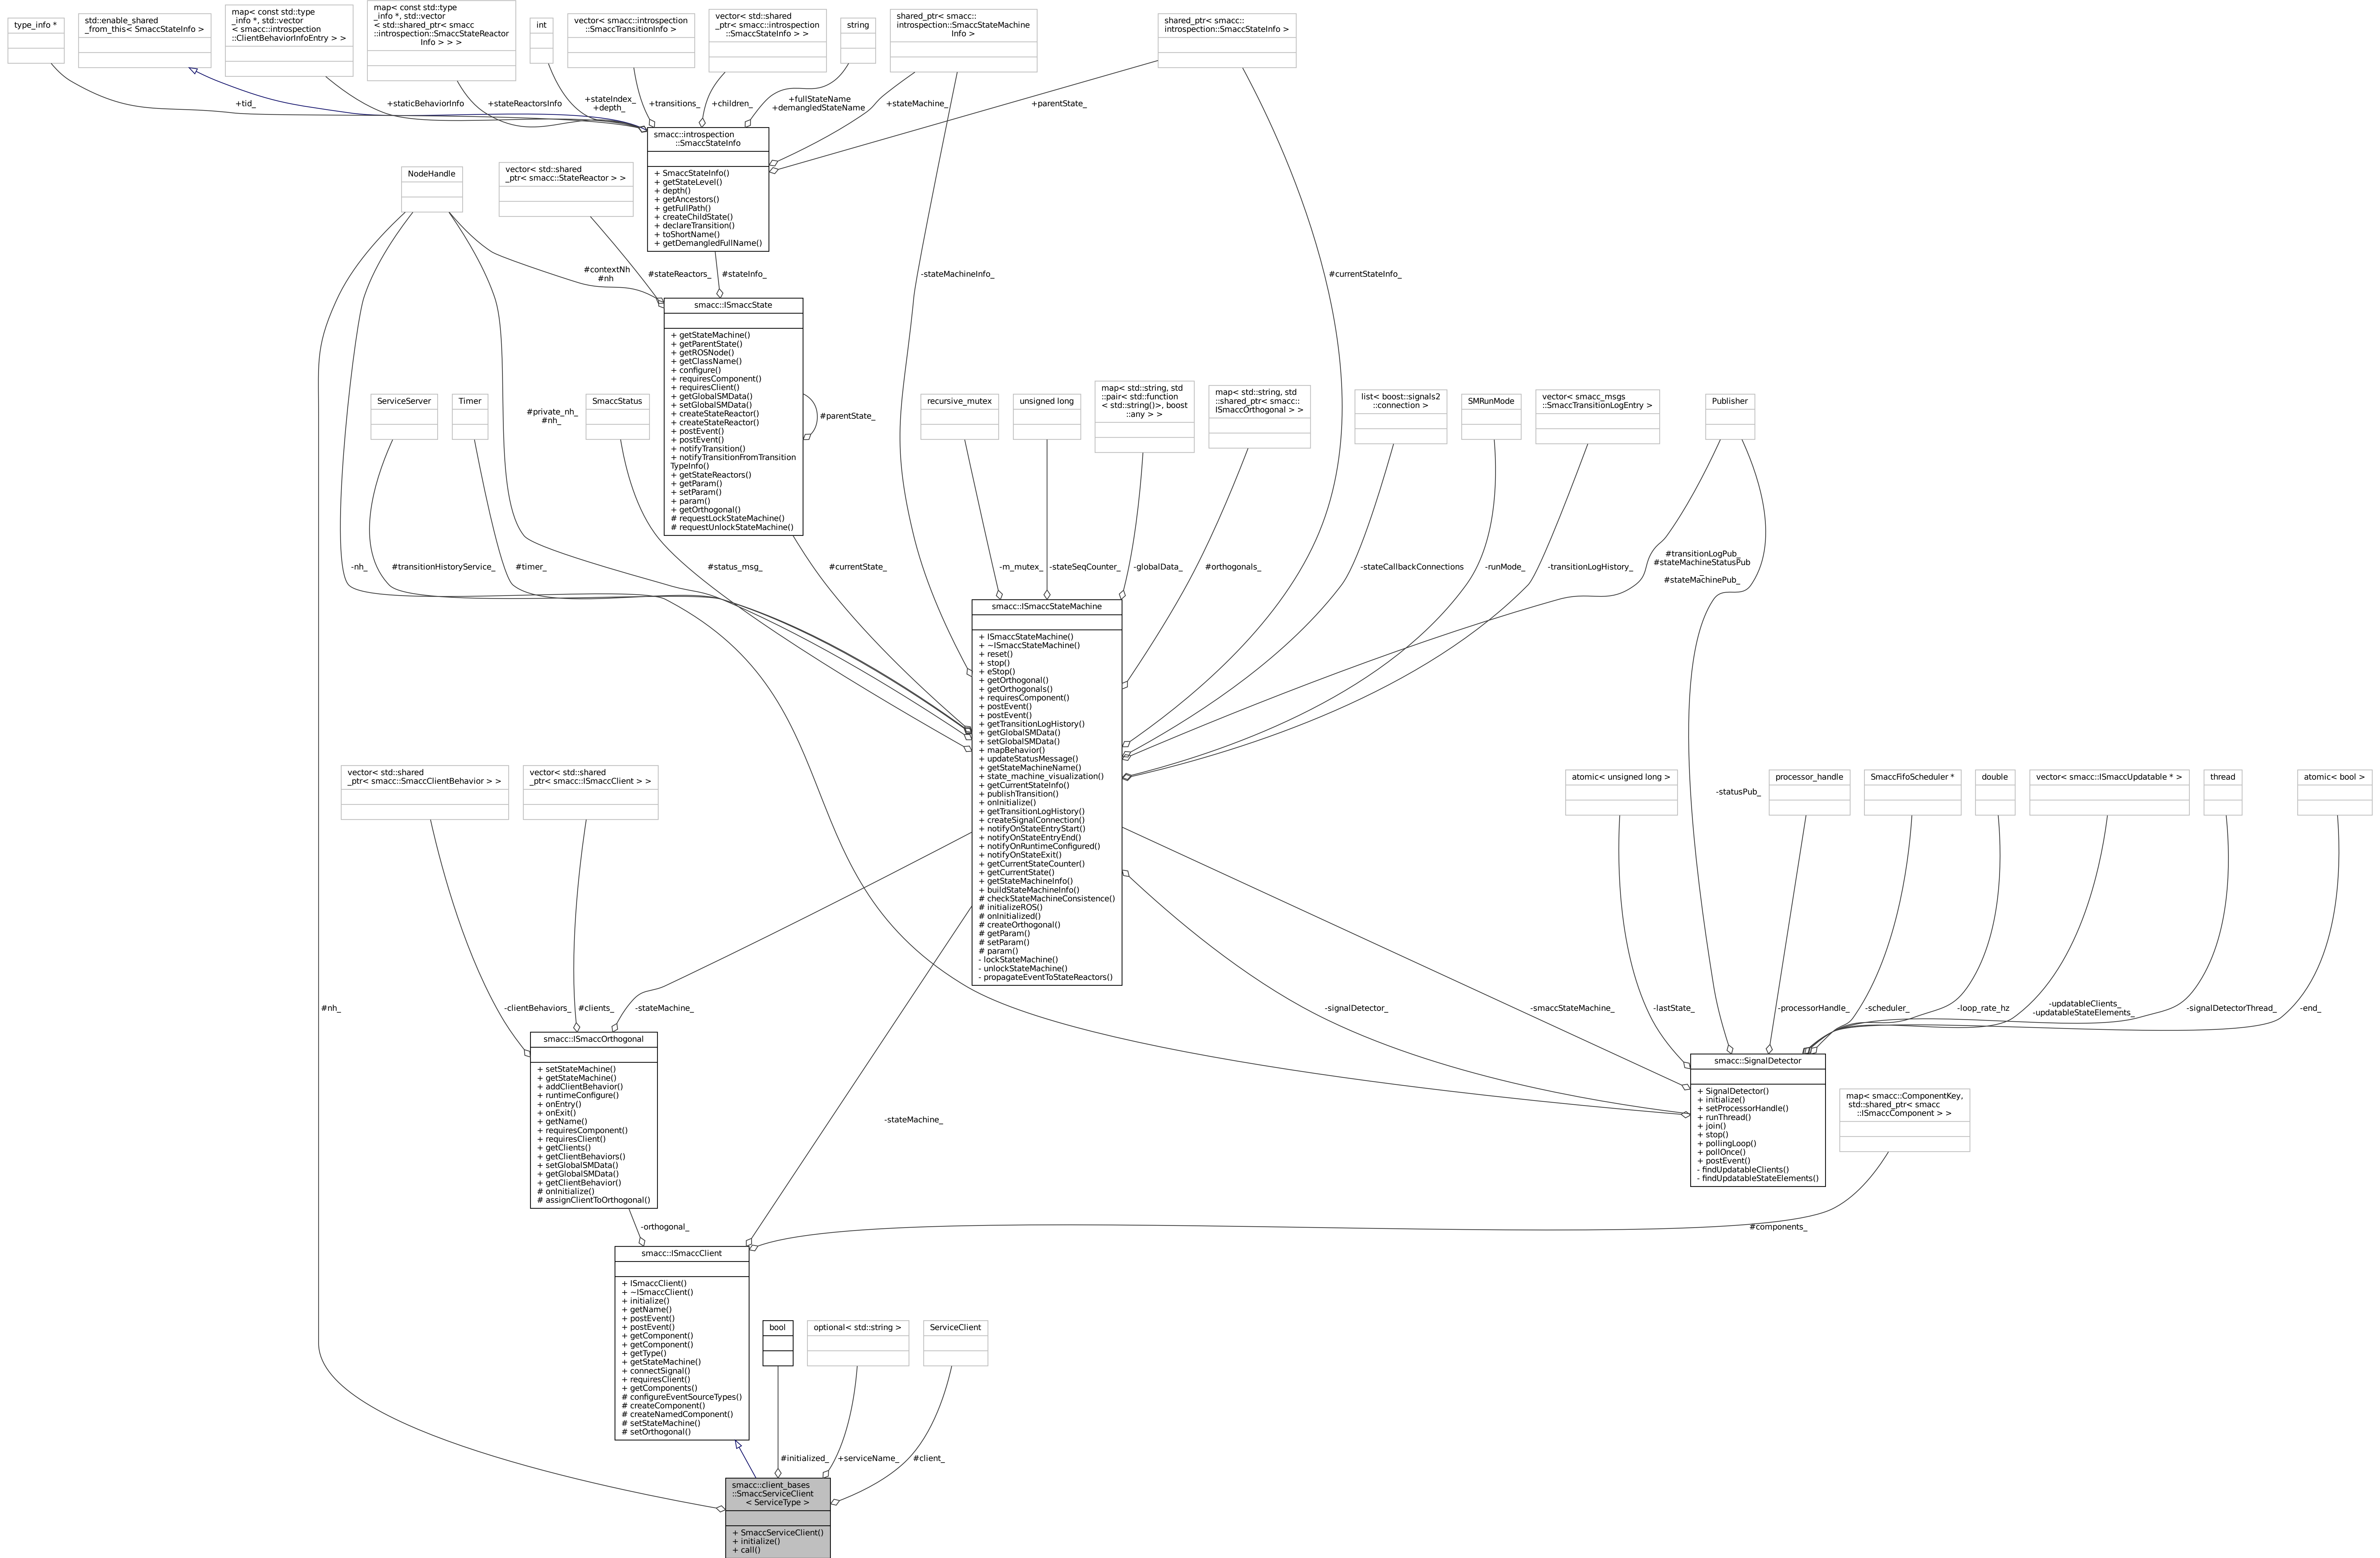 type_info *
std::enable_shared
_from_this< SmaccStateInfo >
map< const std::type
_info *, std::vector
< smacc::introspection
::ClientBehaviorInfoEntry > >
map< const std::type
_info *, std::vector
< std::shared_ptr< smacc
::introspection::SmaccStateReactor
Info > > >
int
vector< smacc::introspection
::SmaccTransitionInfo >
vector< std::shared
_ptr< smacc::introspection
::SmaccStateInfo > >
string
shared_ptr< smacc::
introspection::SmaccStateMachine
Info >
shared_ptr< smacc::
introspection::SmaccStateInfo >
+tid_
+staticBehaviorInfo
+stateReactorsInfo
+stateIndex_
+depth_
+transitions_
+children_
+fullStateName
+demangledStateName
+stateMachine_
+parentState_
smacc::introspection
::SmaccStateInfo
+ SmaccStateInfo()
+ getStateLevel()
+ depth()
+ getAncestors()
+ getFullPath()
+ createChildState()
+ declareTransition()
+ toShortName()
+ getDemangledFullName()
NodeHandle
vector< std::shared
_ptr< smacc::StateReactor > >
#contextNh
#nh
#stateReactors_
#stateInfo_
-stateMachineInfo_
#currentStateInfo_
smacc::ISmaccState
+ getStateMachine()
+ getParentState()
+ getROSNode()
+ getClassName()
+ configure()
+ requiresComponent()
+ requiresClient()
+ getGlobalSMData()
+ setGlobalSMData()
+ createStateReactor()
+ createStateReactor()
+ postEvent()
+ postEvent()
+ notifyTransition()
+ notifyTransitionFromTransition
TypeInfo()
+ getStateReactors()
+ getParam()
+ setParam()
+ param()
+ getOrthogonal()
# requestLockStateMachine()
# requestUnlockStateMachine()
#parentState_
ServiceServer
Timer
#private_nh_
#nh_
SmaccStatus
recursive_mutex
unsigned long
map< std::string, std
::pair< std::function
< std::string()>, boost
::any > >
map< std::string, std
::shared_ptr< smacc::
ISmaccOrthogonal > >
list< boost::signals2
::connection >
SMRunMode
vector< smacc_msgs
::SmaccTransitionLogEntry >
Publisher
-nh_
#transitionHistoryService_
#timer_
#status_msg_
#currentState_
-m_mutex_
-stateSeqCounter_
-globalData_
#orthogonals_
-stateCallbackConnections
-runMode_
-transitionLogHistory_
#transitionLogPub_
#stateMachineStatusPub
_
#stateMachinePub_
smacc::ISmaccStateMachine
+ ISmaccStateMachine()
+ ~ISmaccStateMachine()
+ reset()
+ stop()
+ eStop()
+ getOrthogonal()
+ getOrthogonals()
+ requiresComponent()
+ postEvent()
+ postEvent()
+ getTransitionLogHistory()
+ getGlobalSMData()
+ setGlobalSMData()
+ mapBehavior()
+ updateStatusMessage()
+ getStateMachineName()
+ state_machine_visualization()
+ getCurrentStateInfo()
+ publishTransition()
+ onInitialize()
+ getTransitionLogHistory()
+ createSignalConnection()
+ notifyOnStateEntryStart()
+ notifyOnStateEntryEnd()
+ notifyOnRuntimeConfigured()
+ notifyOnStateExit()
+ getCurrentStateCounter()
+ getCurrentState()
+ getStateMachineInfo()
+ buildStateMachineInfo()
# checkStateMachineConsistence()
# initializeROS()
# onInitialized()
# createOrthogonal()
# getParam()
# setParam()
# param()
- lockStateMachine()
- unlockStateMachine()
- propagateEventToStateReactors()
vector< std::shared
_ptr< smacc::SmaccClientBehavior > >
vector< std::shared
_ptr< smacc::ISmaccClient > >
-statusPub_
atomic< unsigned long >
processor_handle
SmaccFifoScheduler *
double
vector< smacc::ISmaccUpdatable * >
thread
atomic< bool >
#nh_
-clientBehaviors_
#clients_
-stateMachine_
-signalDetector_
-smaccStateMachine_
-lastState_
-processorHandle_
-scheduler_
-loop_rate_hz
-updatableClients_
-updatableStateElements_
-signalDetectorThread_
-end_
smacc::ISmaccOrthogonal
+ setStateMachine()
+ getStateMachine()
+ addClientBehavior()
+ runtimeConfigure()
+ onEntry()
+ onExit()
+ getName()
+ requiresComponent()
+ requiresClient()
+ getClients()
+ getClientBehaviors()
+ setGlobalSMData()
+ getGlobalSMData()
+ getClientBehavior()
# onInitialize()
# assignClientToOrthogonal()
-stateMachine_
smacc::SignalDetector
+ SignalDetector()
+ initialize()
+ setProcessorHandle()
+ runThread()
+ join()
+ stop()
+ pollingLoop()
+ pollOnce()
+ postEvent()
- findUpdatableClients()
- findUpdatableStateElements()
map< smacc::ComponentKey,
std::shared_ptr< smacc
::ISmaccComponent > >
-orthogonal_
#components_
smacc::ISmaccClient
+ ISmaccClient()
+ ~ISmaccClient()
+ initialize()
+ getName()
+ postEvent()
+ postEvent()
+ getComponent()
+ getComponent()
+ getType()
+ getStateMachine()
+ connectSignal()
+ requiresClient()
+ getComponents()
# configureEventSourceTypes()
# createComponent()
# createNamedComponent()
# setStateMachine()
# setOrthogonal()
bool
optional< std::string >
ServiceClient
#initialized_
+serviceName_
#client_
smacc::client_bases
::SmaccServiceClient
< ServiceType >
+ SmaccServiceClient()
+ initialize()
+ call()